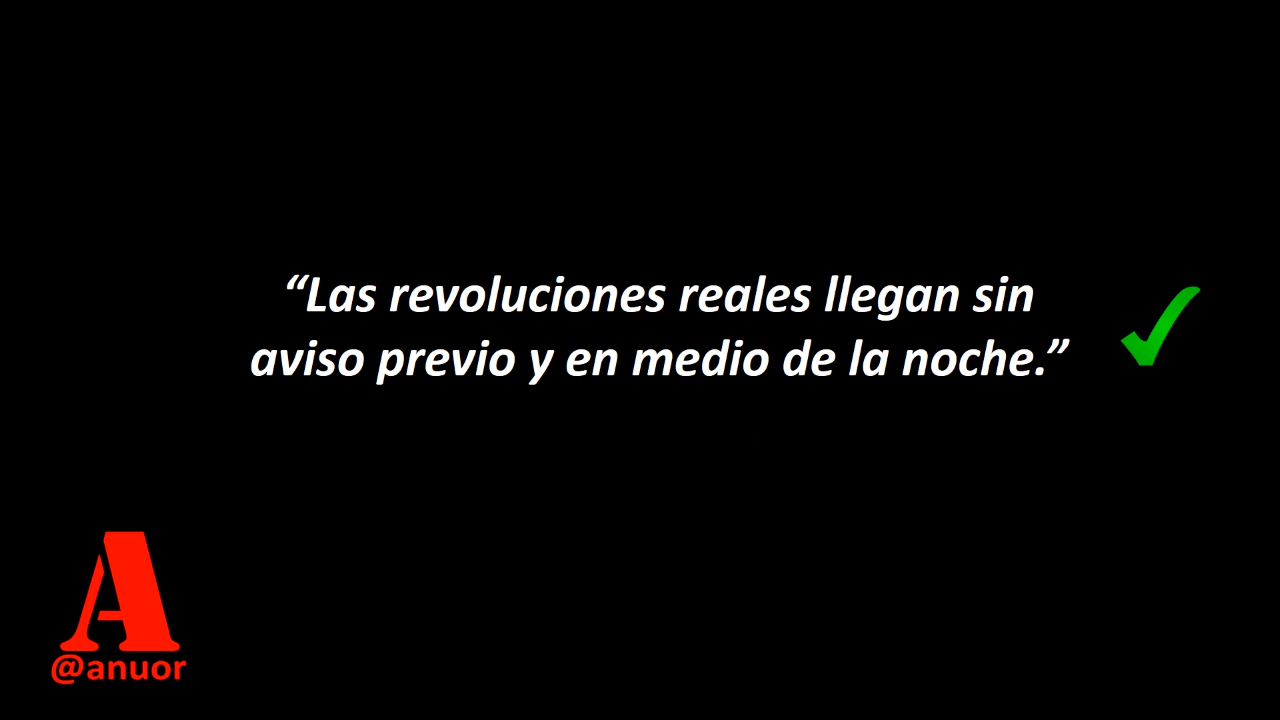 “Las revoluciones reales llegan sin
aviso previo y en medio de la noche.”
A
@anuor